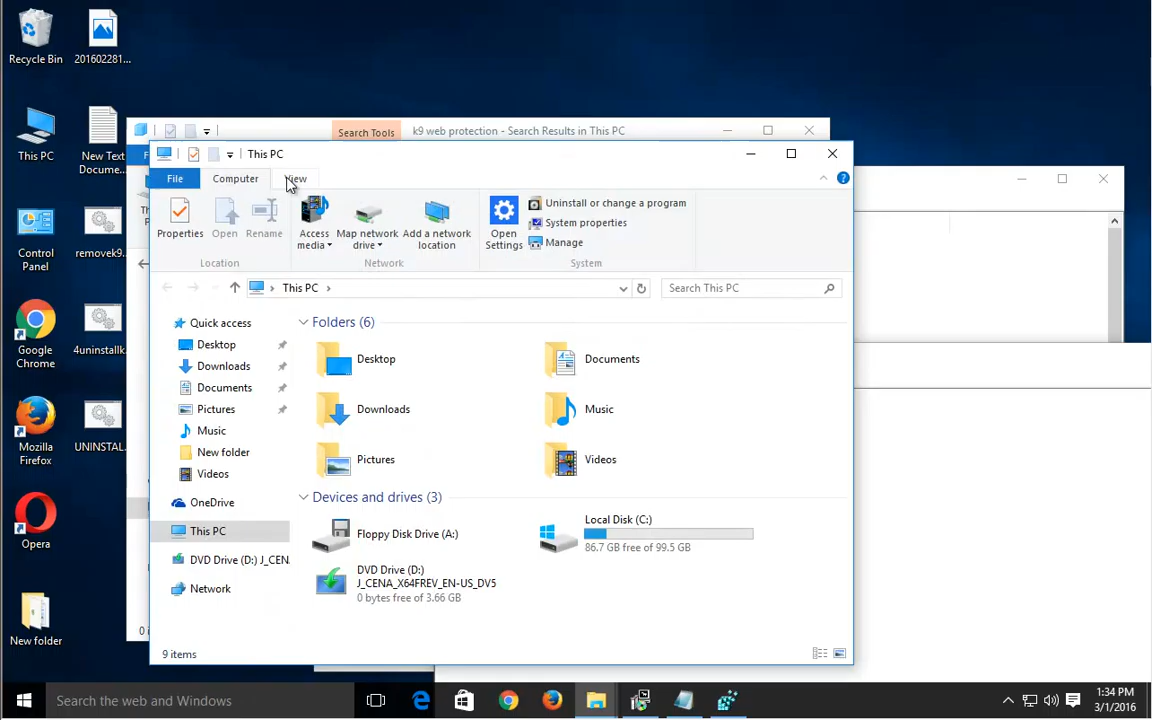 Recycle Bin
201602281...
This PC
New Text
Docume...
Control
Panel
removek9...
Google
Chrome
4uninstallk...
Mozilla
Firefox
UNINSTAL...
Opera
New folder
Search Tools
k9 web protection - Search Results in This PC
This PC
File
Computer
View
Properties
Open
Rename
Location
Access
media
Map network
drive
Add a network
location
Network
Open
Settings
Uninstall or change a program
System properties
Manage
System
This PC
Search This PC
Quick access
Desktop
Downloads
Documents
Pictures
Music
New folder
Videos
OneDrive
This PC
DVD Drive (D:) J_CEN
Network
Folders (6)
Desktop
Documents
Downloads
Music
Pictures
Videos
Devices and drives (3)
Floppy Disk Drive (A:)
Local Disk (C:)
86.7 GB free of 99.5 GB
DVD Drive (D:)
J_CENA_X64FREV_EN-US_DV5
0 bytes free of 3.66 GB
9 items
Search the web and Windows
1:34 PM
3/1/2016